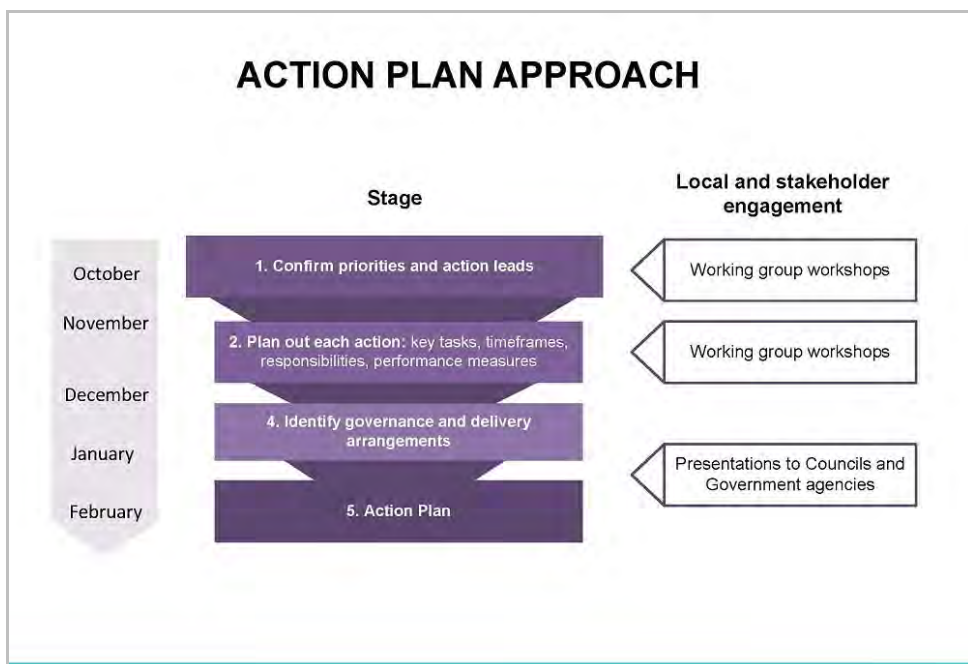 ACTION PLAN APPROACH
Stage
Local and stakeholder
engagement
October
November
December
January
February
1. Confirm priorities and action leads
2. Plan out each action: key tasks, timeframes,
responsibilities, performance measures
4. Identify governance and delivery
arrangements
5. Action Plan
Working group workshops
Working group workshops
Presentations to Councils and
Government agencies